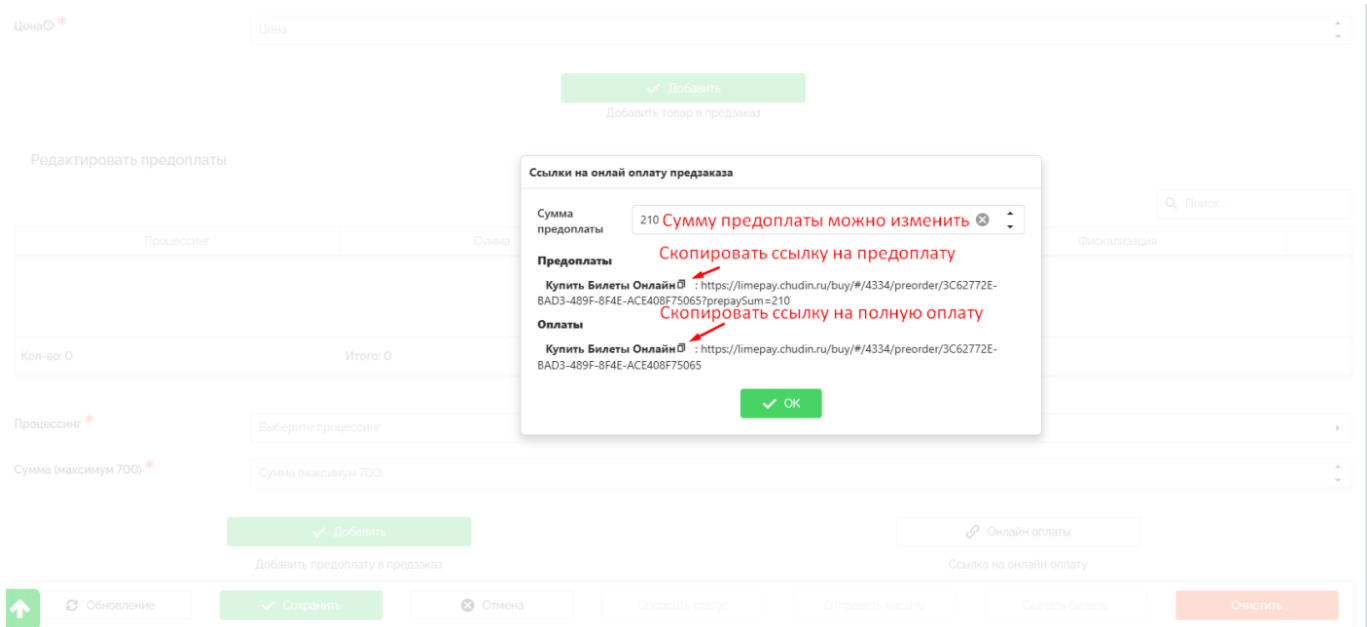 Цена *
Цена
Добавить
Добавить товар в предзаказ
Редактировать предоплаты
Ссылки на онлай оплату предзаказа
Поиск...
Сумма предоплаты
210 Сумму предоплаты можно изменить
Процессинг Сумма Фискализация
Скопировать ссылку на предоплату
Предоплаты
Купить Билеты Онлайн : https://limepay.chudin.ru/buy/#/4334/preorder/3C62772E-
BAD3-489F-8F4E-ACE408F75065?prepaySum=210
Скопировать ссылку на полную оплату
Оплаты
Купить Билеты Онлайн : https://limepay.chudin.ru/buy/#/4334/preorder/3C62772E-
BAD3-489F-8F4E-ACE408F75065
Кол-во: 0 Итого: 0
OK
Процессинг *
Выберите процессинг
Сумма (максимум 700) *
Сумма (максимум 700)
Добавить
Онлайн оплаты
Добавить предоплату в предзаказ
Ссылка на онлайн оплату
Обновление Сохранить Отмена Сбросить статус Отправить письмо Скачать билеты Очистить